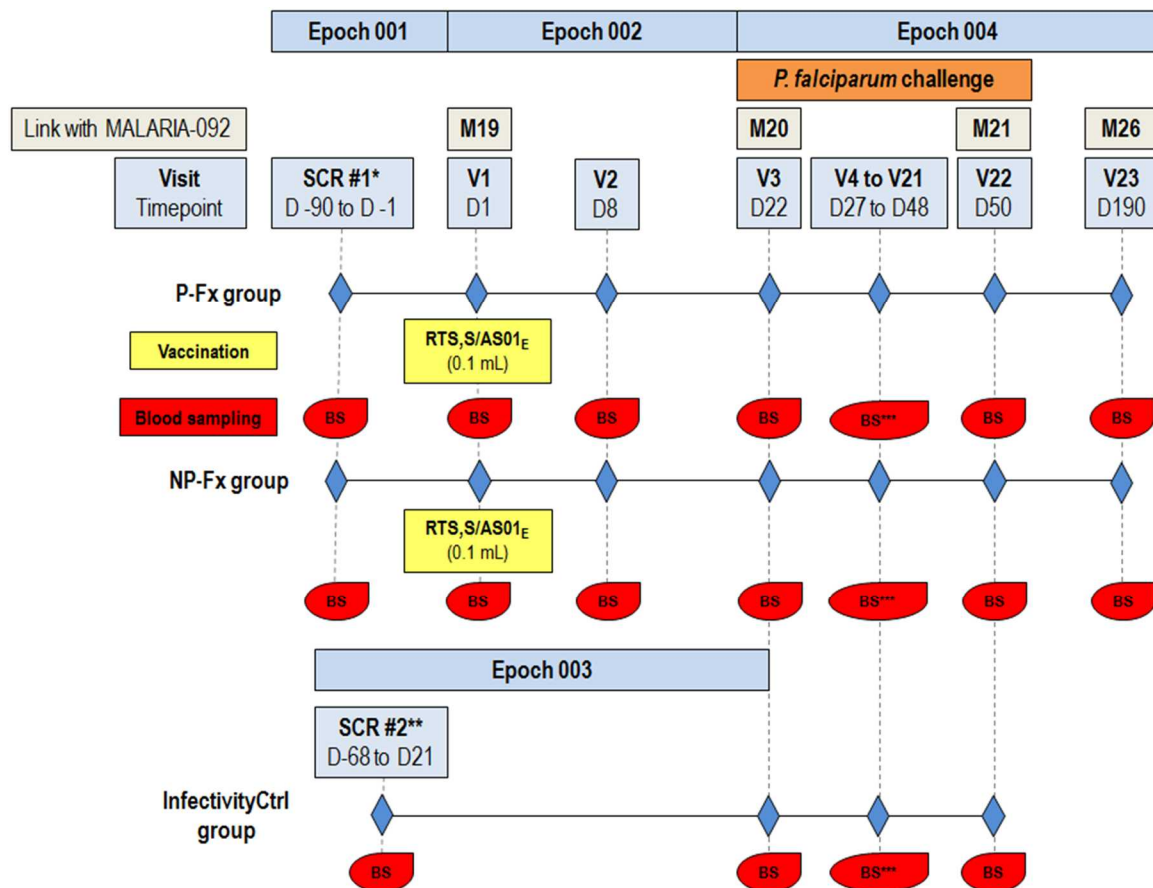 Epoch 001 Epoch 002 Epoch 004
P. falciparum challenge
Link with MALARIA-092 M19 M20 M21 M26
Visit SCR #1* V1 V2 V3 V4 to V21 V22 V23
Timepoint D -90 to D -1 D1 D8 D22 D27 to D48 D50 D190
P-Fx group
Vaccination
RTS,S/AS01E
(0.1 mL)
Blood sampling BS BS BS BS BS*** BS BS
NP-Fx group
RTS,S/AS01E
(0.1 mL)
BS BS BS BS BS*** BS BS
Epoch 003
SCR #2**
D-68 to D21
InfectivityCtrl
group
BS BS BS*** BS